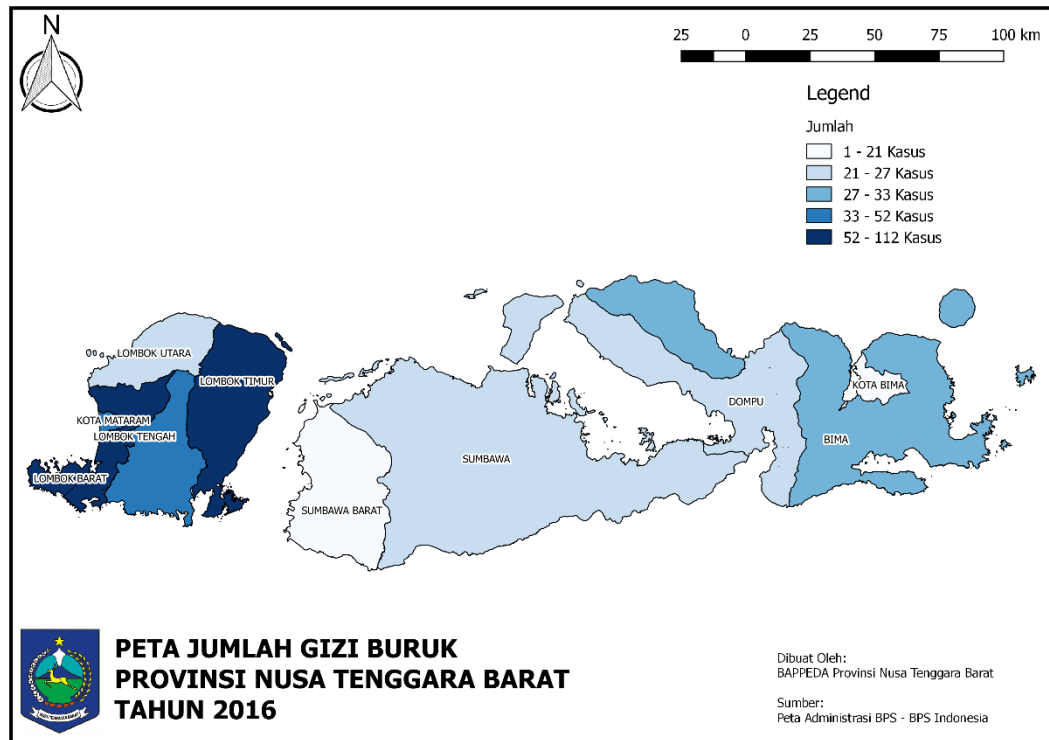 N
25 0 25 50 75 100 km
Legend
Jumlah
1 - 21 Kasus
21 - 27 Kasus
27 - 33 Kasus
33 - 52 Kasus
52 - 112 Kasus
LOMBOK UTARA
LOMBOK TIMUR
KOTA MATARAM
LOMBOK TENGAH
LOMBOK BARAT
SUMBAWA BARAT
SUMBAWA
DOMPU
KOTA BIMA
BIMA
PETA JUMLAH GIZI BURUK
PROVINSI NUSA TENGGARA BARAT
TAHUN 2016
NUSA TENGGARA BARAT
Dibuat Oleh:
BAPPEDA Provinsi Nusa Tenggara Barat
Sumber:
Peta Administrasi BPS - BPS Indonesia